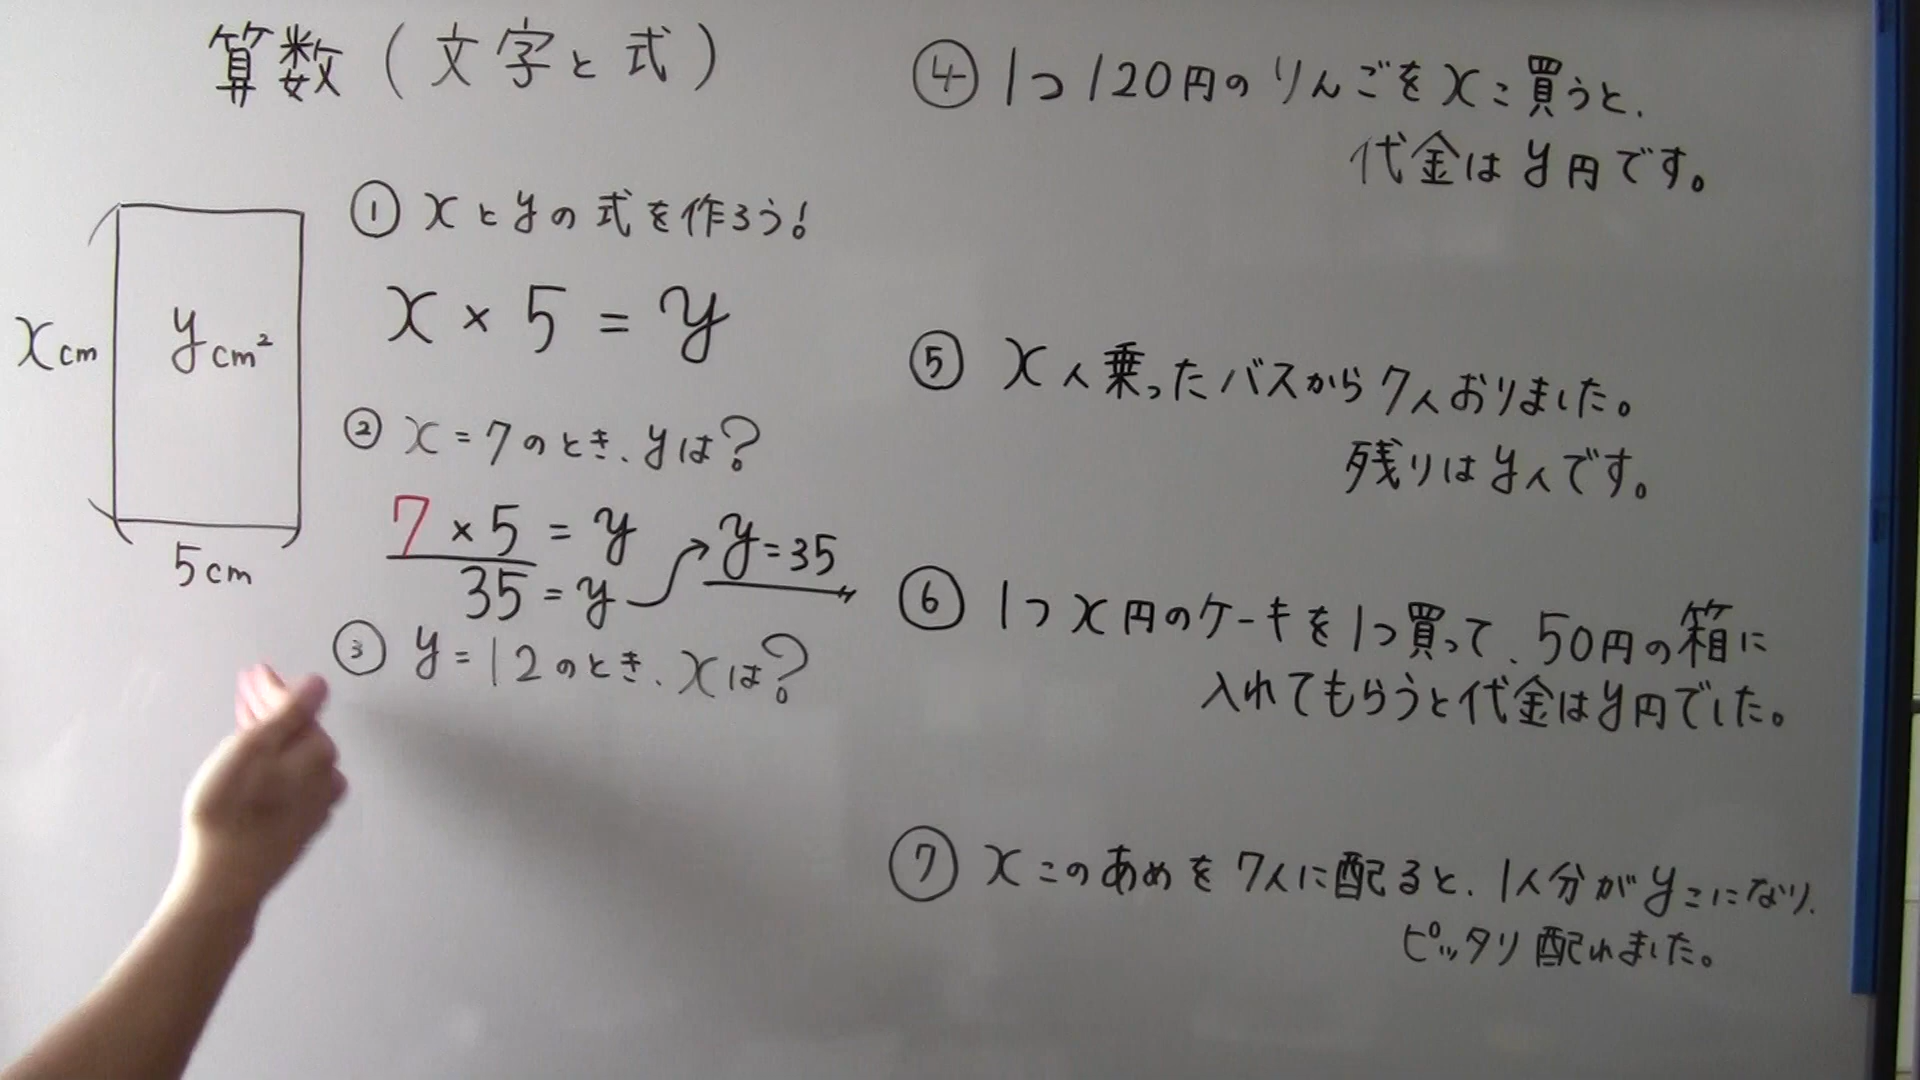 算数(文字と式)
xcm
ycm²
5cm
① xとyの式を作ろう!
x × 5 = y
② x=7のとき、yは?
7 × 5 = y
35 = y
y=35
③ y=12のとき、xは?
④ 1つ120円のりんごをxこ買うと、
代金はy円です。
⑤ x人乗ったバスから7人おりました。
残りはy人です。
⑥ 1つx円のケーキを1つ買って、50円の箱に
入れてもらうと代金はy円でした。
⑦ xこのあめを7人に配ると、1人分がyこになり、
ピッタリ配れました。